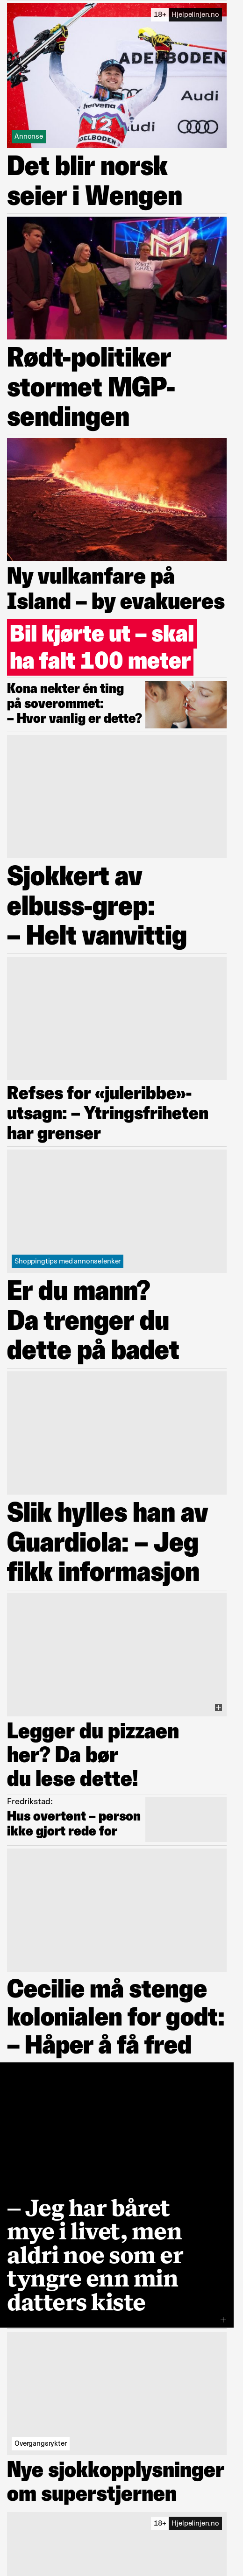 18+ Hjelpelinjen.no
ADELBODEN
Audi
helvetia
ADELBODEN
Audi
Annonse
Det blir norsk
seier i Wengen
MGP
Rødt-politiker
stormet MGP-
sendingen
Ny vulkanfare på
Island – by evakueres
Bil kjørte ut – skal
ha falt 100 meter
Kona nekter én ting
på soverommet:
– Hvor vanlig er dette?
Sjokkert av
elbuss-grep:
– Helt vanvittig
Refses for «juleribbe»-
utsagn: – Ytringsfriheten
har grenser
Shoppingtips med annonselenker
Er du mann?
Da trenger du
dette på badet
Slik hylles han av
Guardiola: – Jeg
fikk informasjon
Legger du pizzaen
her? Da bør
du lese dette!
Fredrikstad:
Hus overtent – person
ikke gjort rede for
Cecilie må stenge
kolonialen for godt:
– Håper å få fred
– Jeg har båret
mye i livet, men
aldri noe som er
tyngre enn min
datters kiste
Overgangsrykter
Nye sjokkopplysninger
om superstjernen
18+ Hjelpelinjen.no